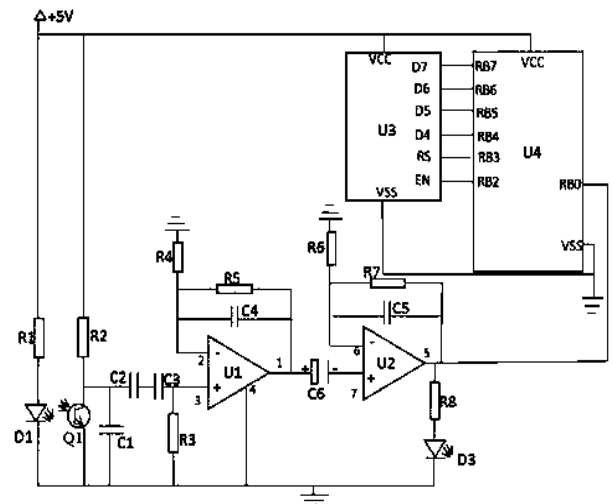 +5V
VCC
D7
D6
D5
D4
RS
EN
U3
VSS
VCC
RB7
RB6
RB5
RB4
RB3
RB2
U4
RB0
VSS
R4
R5
C4
R6
R7
C5
R1
R2
2
-
U1
1
+
3
4
6
-
U2
5
+
7
C2
C3
+
-
C6
D1
Q1
C1
R3
R8
D3